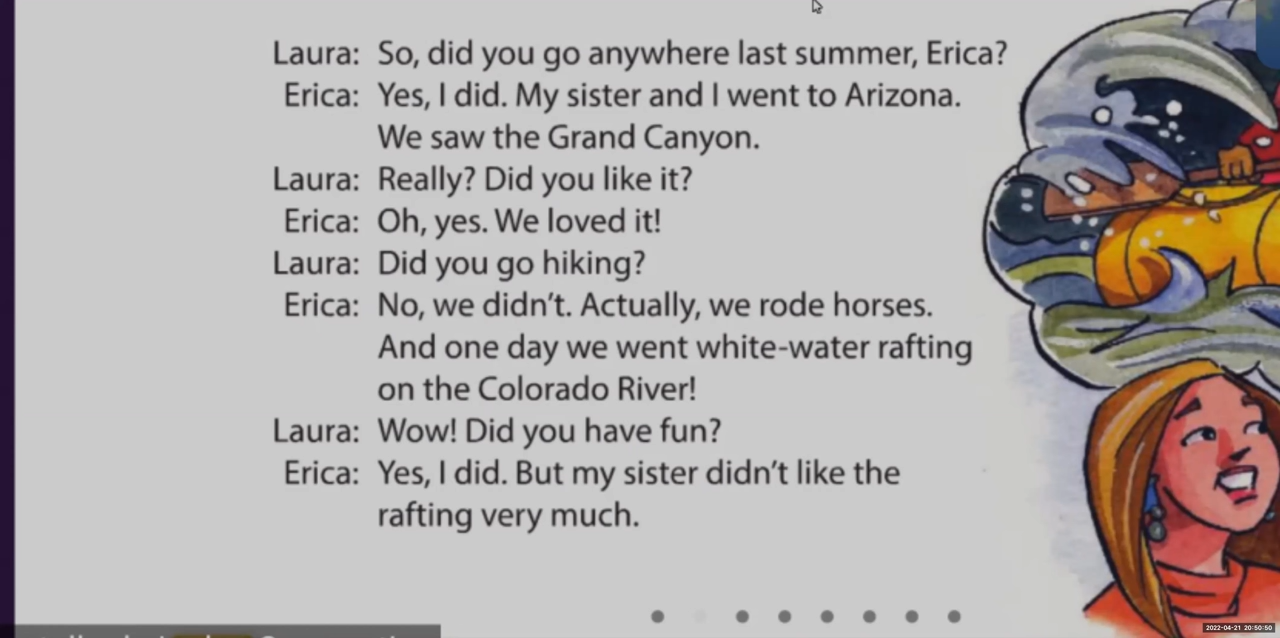 Laura: So, did you go anywhere last summer, Erica?
Erica: Yes, I did. My sister and I went to Arizona.
We saw the Grand Canyon.
Laura: Really? Did you like it?
Erica: Oh, yes. We loved it!
Laura: Did you go hiking?
Erica: No, we didn't. Actually, we rode horses.
And one day we went white-water rafting
on the Colorado River!
Laura: Wow! Did you have fun?
Erica: Yes, I did. But my sister didn't like the
rafting very much.
2022-04-21 20:50:50